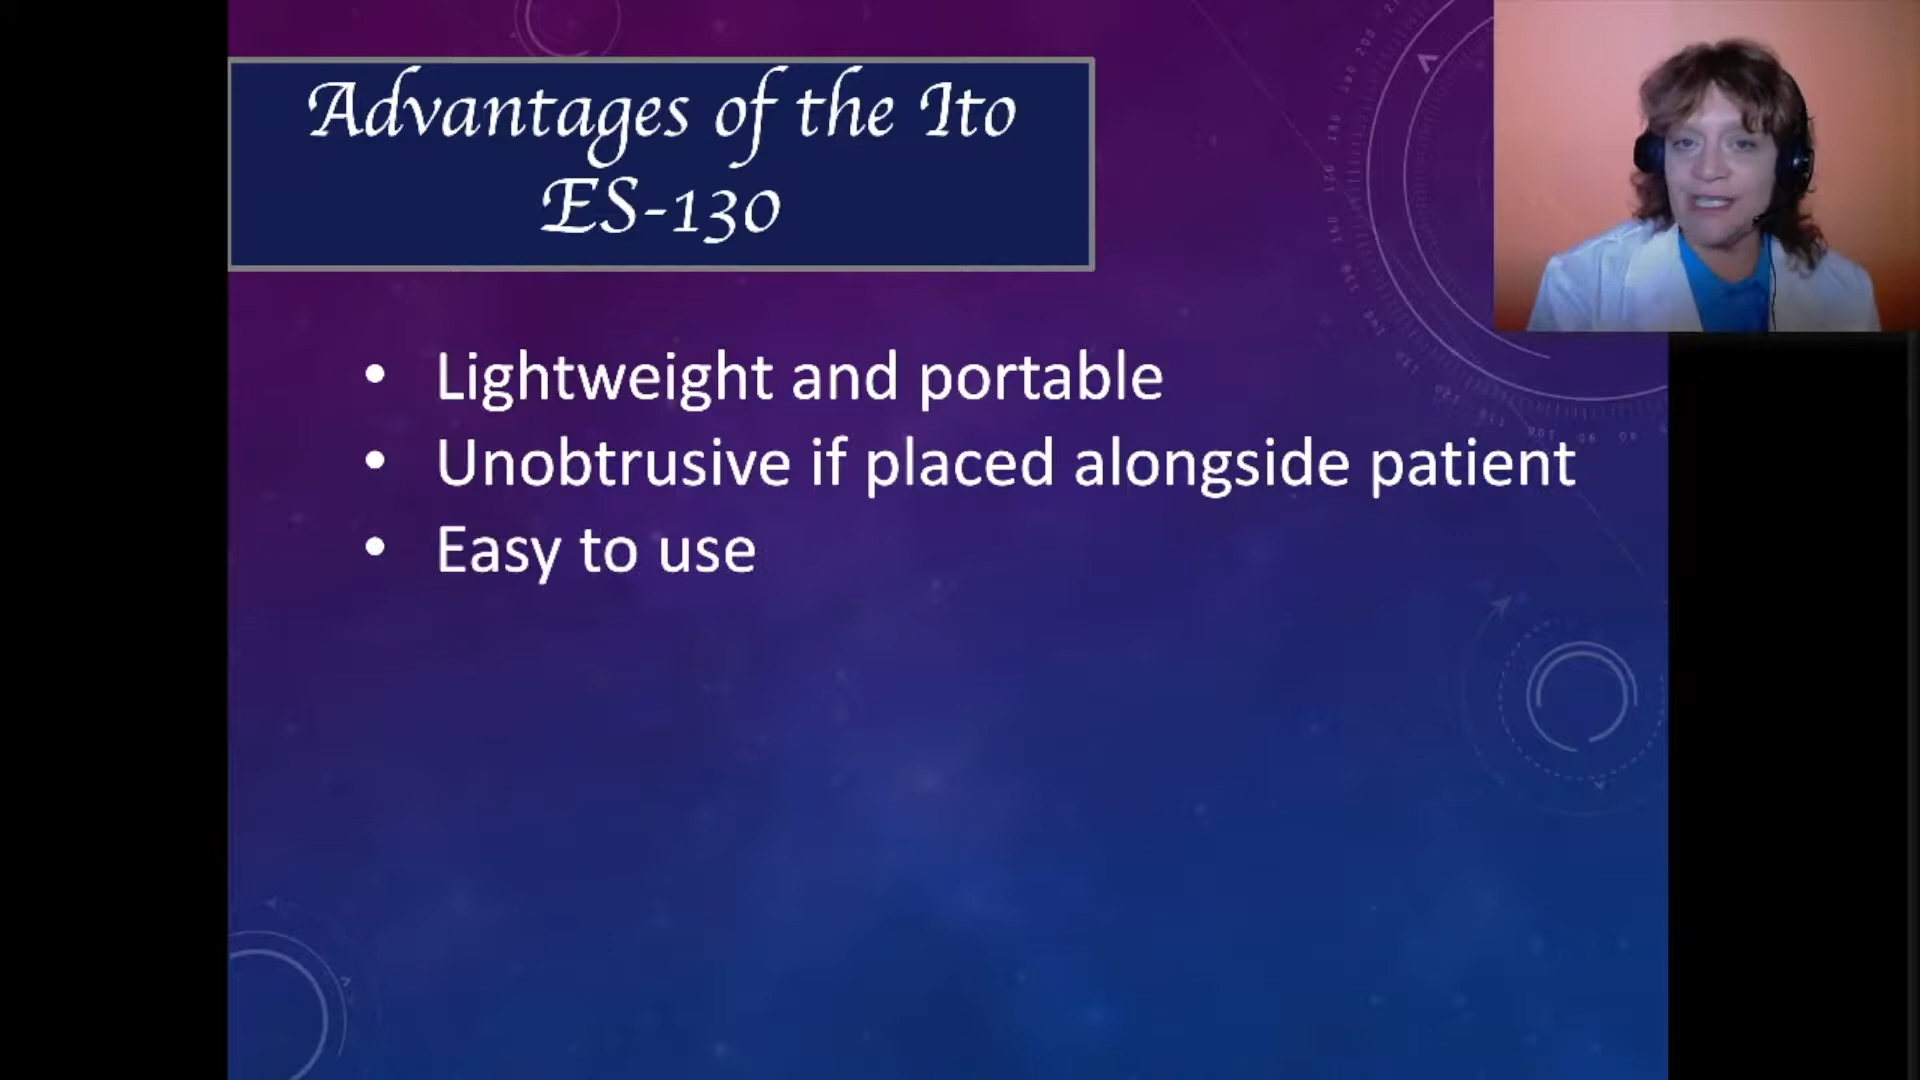 Advantages of the Ito
ES-130
• Lightweight and portable
• Unobtrusive if placed alongside patient
• Easy to use